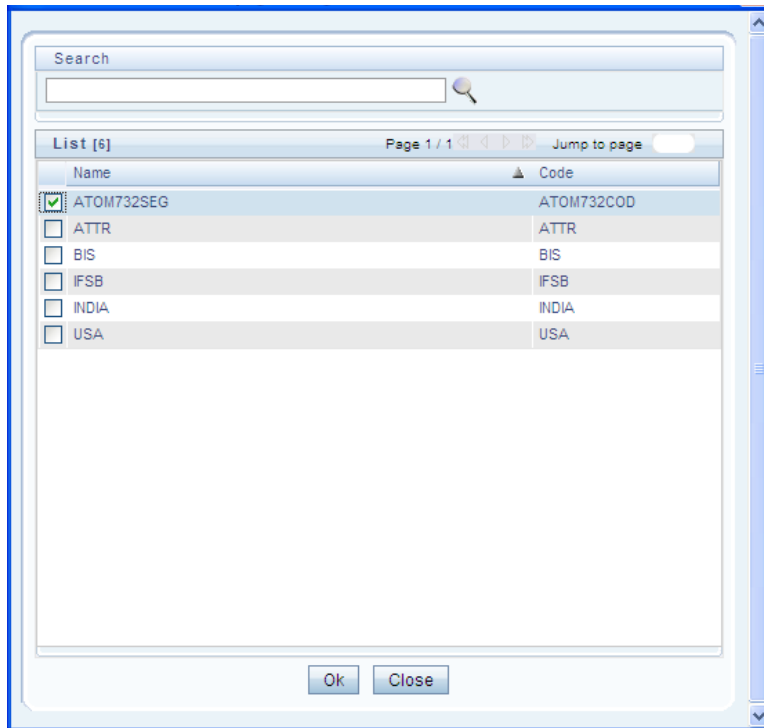 Search
List [6] Page 1 / 1 Jump to page
Name Code
ATOM732SEG ATOM732COD
ATTR ATTR
BIS BIS
IFSB IFSB
INDIA INDIA
USA USA
Ok Close